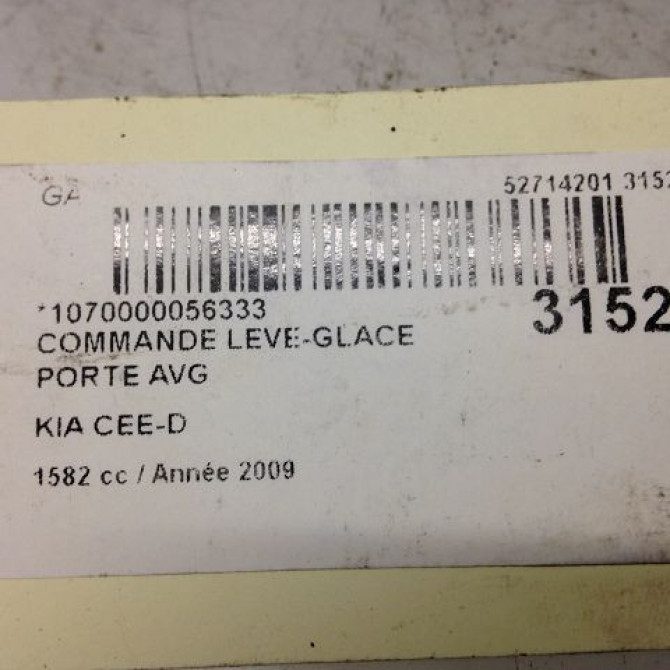 GA
52714201 3152
*1070000056333
3152
COMMANDE LEVE-GLACE
PORTE AVG
KIA CEE-D
1582 cc / Année 2009